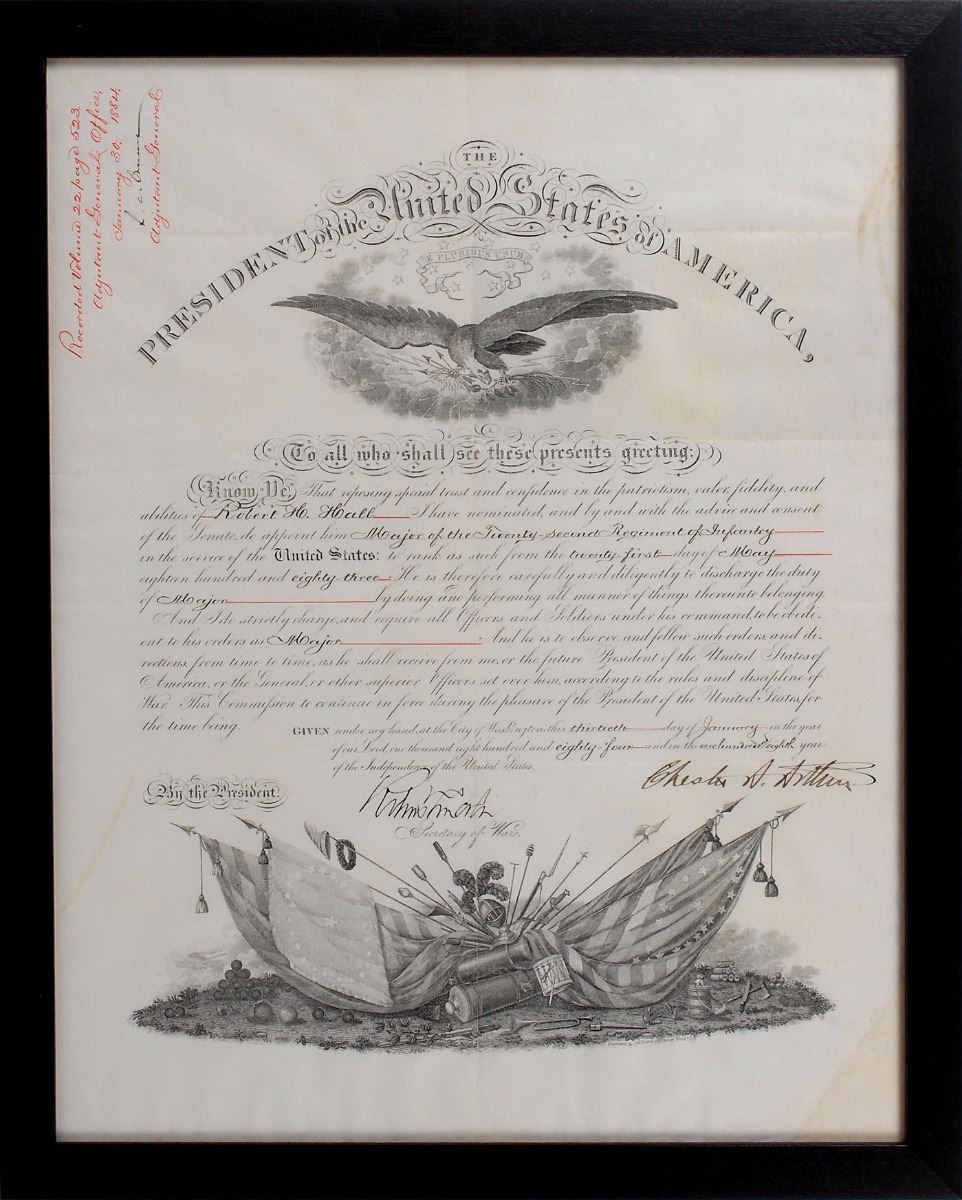 Recorded Volume 22 page 523
Adjutant General's Office,
January 30, 1884.
Adjutant General
THE
PRESIDENT of the United States of AMERICA,
E PLURIBUS UNUM
To all who shall see these presents greeting:
Know Ye, That reposing special trust and confidence in the patriotism, valor, fidelity, and
abilities of Robert H. Hall I have nominated, and by and with the advice and consent
of the Senate, do appoint him Major of the Twenty-second Regiment of Infantry
in the service of the United States: to rank as such from the twenty-first day of May
eighteen hundred and eighty-three. He is therefore carefully and diligently to discharge the duty
of Major by doing and performing all manner of things thereunto belonging
And I do strictly charge, and require all Officers and Soldiers under his command, to be obedi-
ent to his orders as Major And he is to observe and follow such orders, and di-
rections, from time to time, as he shall receive from me, or the future President of the United States of
America, or the General, or other superior Officers set over him, according to the rules and discipline of
War. This Commission to continue in force during the pleasure of the President of the United States, for
the time being.
GIVEN under my hand, at the City of Washington, this thirtieth day of January in the year
of our Lord, one thousand eight hundred and eighty-four and in the one hundred & eighth year
of the Independence of the United States.
Chester A. Arthur
By the President:
Secretary of War.